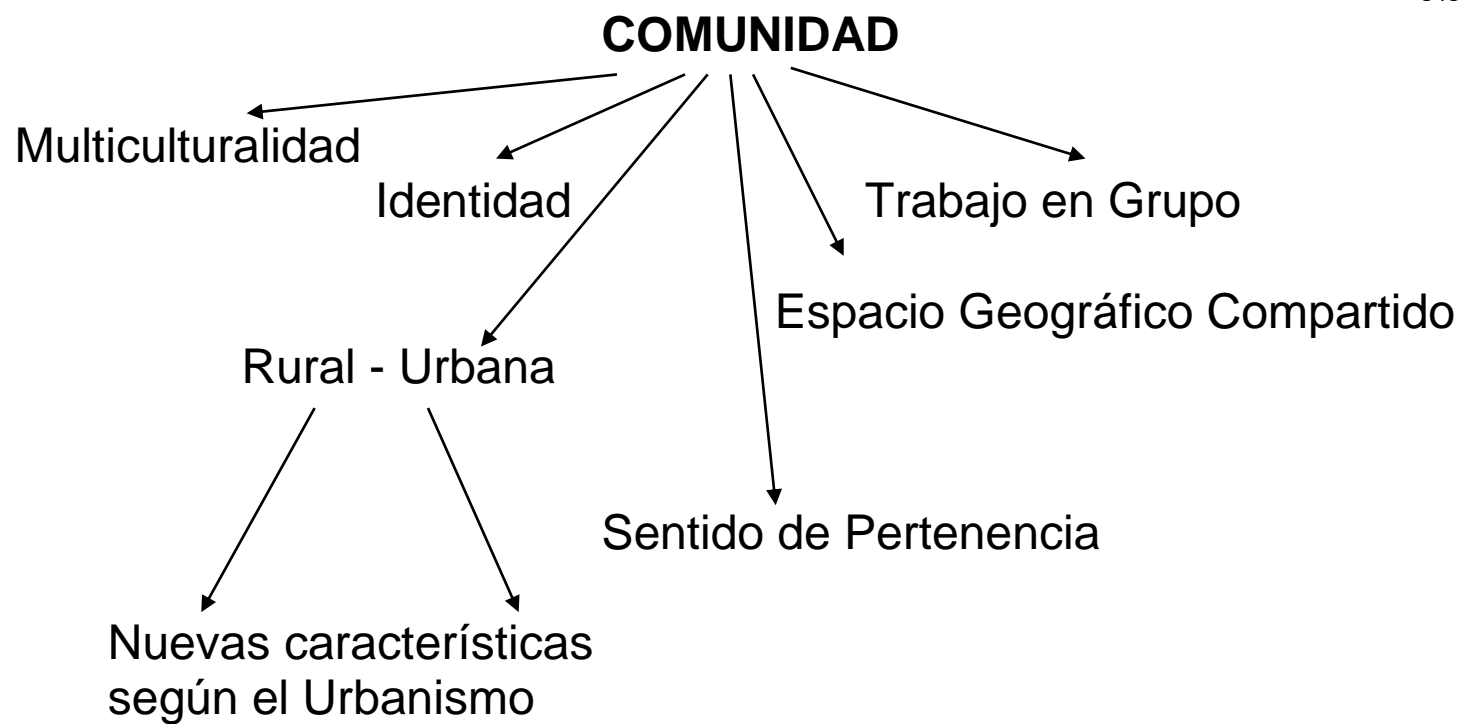 COMUNIDAD
Multiculturalidad
Identidad
Trabajo en Grupo
Espacio Geográfico Compartido
Rural - Urbana
Sentido de Pertenencia
Nuevas características
según el Urbanismo